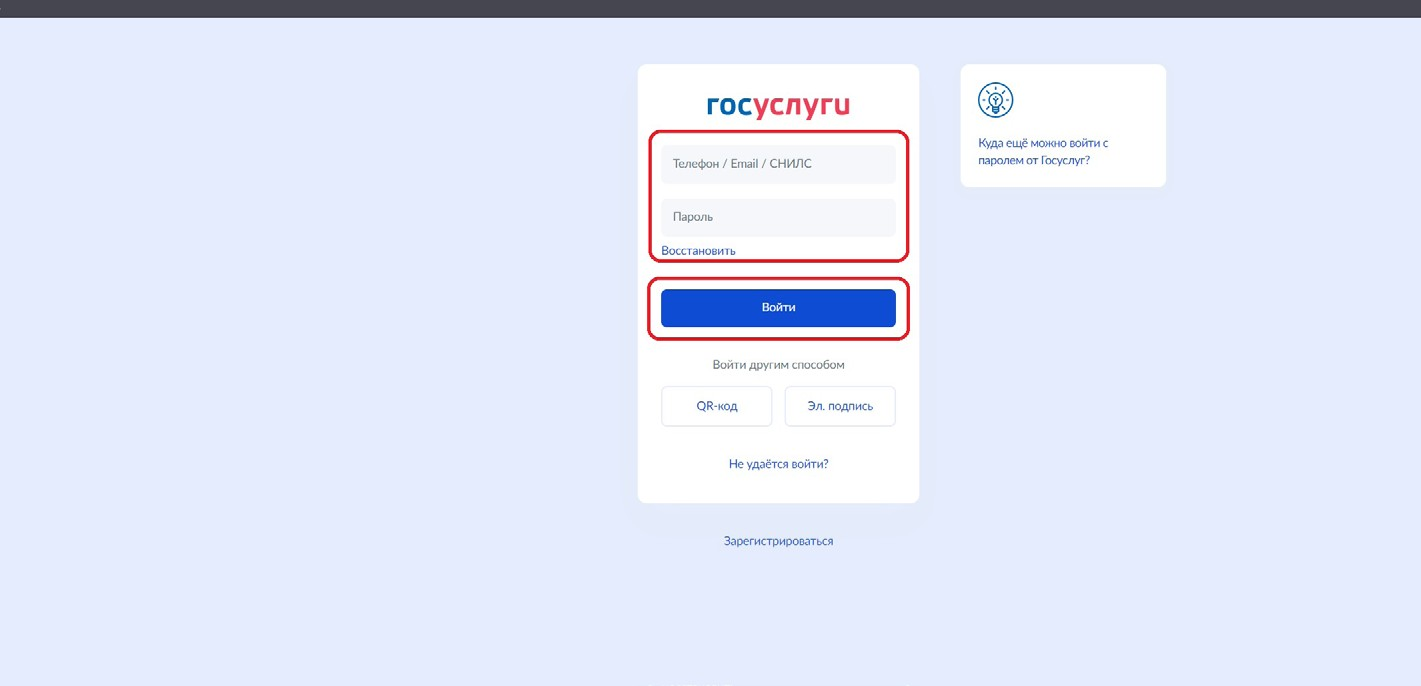 госуслуги
Телефон / Email / СНИЛС
Пароль
Восстановить
Войти
Войти другим способом
QR-код
Эл. подпись
Не удаётся войти?
Зарегистрироваться
Куда ещё можно войти с
паролем от Госуслуг?